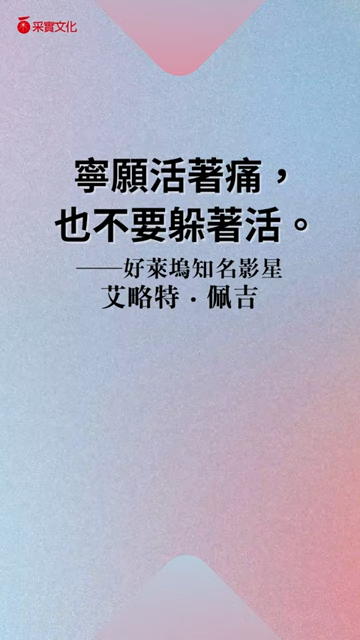 采實文化
寧願活著痛，
也不要躲著活。
——好萊塢知名影星
艾略特．佩吉